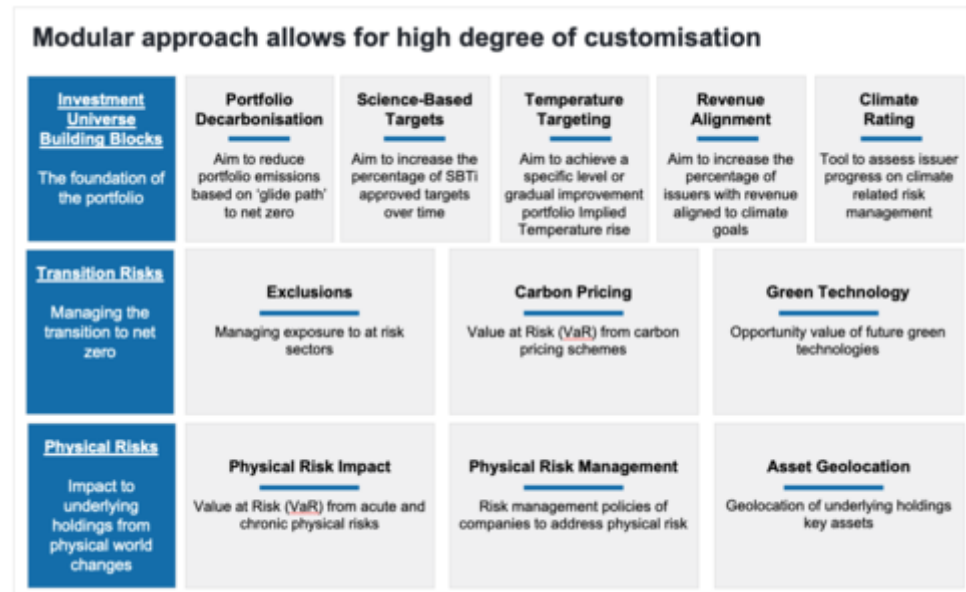 Modular approach allows for high degree of customisation
Investment
Universe
Building Blocks
The foundation of
the portfolio
Portfolio
Decarbonisation
Aim to reduce
portfolio emissions
based on ‘glide path’
to net zero
Science-Based
Targets
Aim to increase the
percentage of SBTi
approved targets
over time
Temperature
Targeting
Aim to achieve a
specific level or
gradual improvement
portfolio Implied
Temperature rise
Revenue
Alignment
Aim to increase the
percentage of
issuers with revenue
aligned to climate
goals
Climate
Rating
Tool to assess issuer
progress on climate
related risk
management
Transition Risks
Managing the
transition to net
zero
Exclusions
Managing exposure to at risk
sectors
Carbon Pricing
Value at Risk (VaR) from carbon
pricing schemes
Green Technology
Opportunity value of future green
technologies
Physical Risks
Impact to
underlying
holdings from
physical world
changes
Physical Risk Impact
Value at Risk (VaR) from acute and
chronic physical risks
Physical Risk Management
Risk management policies of
companies to address physical risk
Asset Geolocation
Geolocation of underlying holdings
key assets